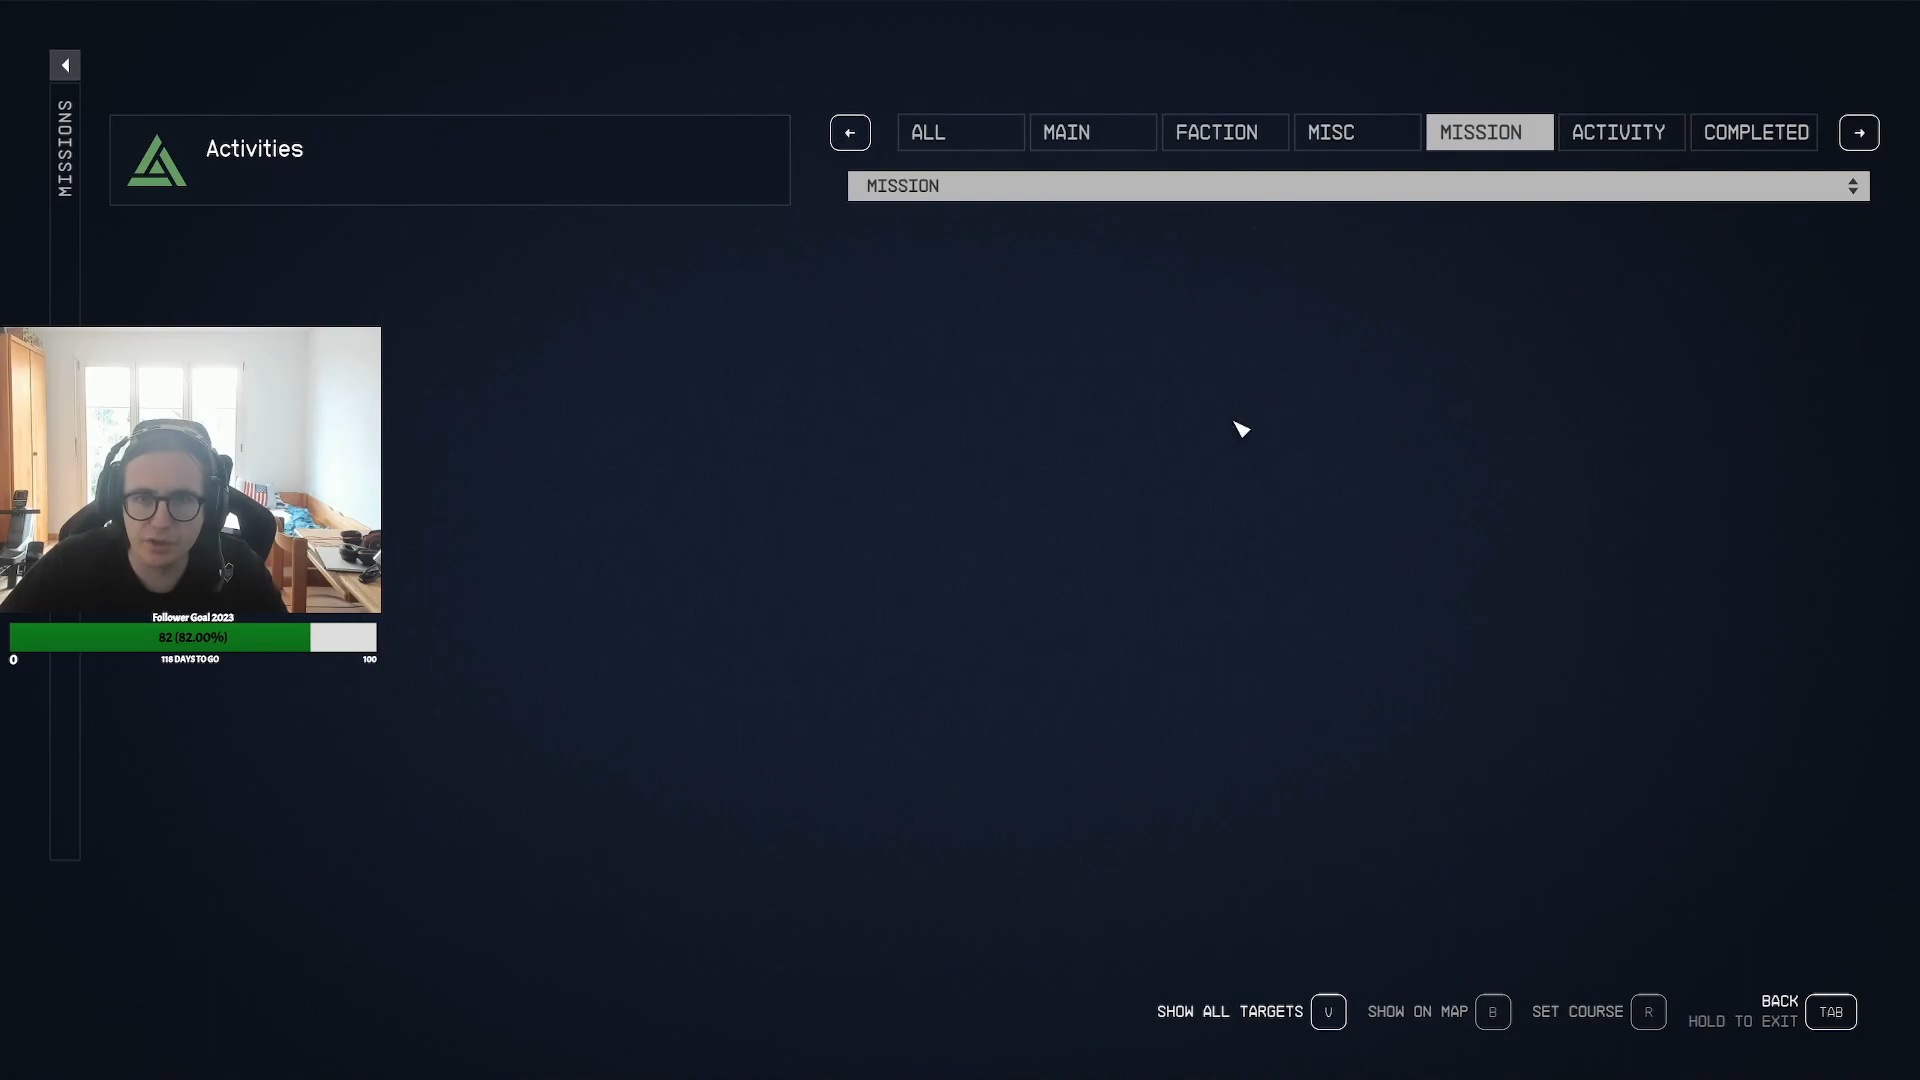 MISSIONS
Activities
ALL MAIN FACTION MISC MISSION ACTIVITY COMPLETED
MISSION
Follower Goal 2023
82 (82.00%)
0 118 DAYS TO GO 100
SHOW ALL TARGETS V SHOW ON MAP B SET COURSE R BACK TAB
HOLD TO EXIT